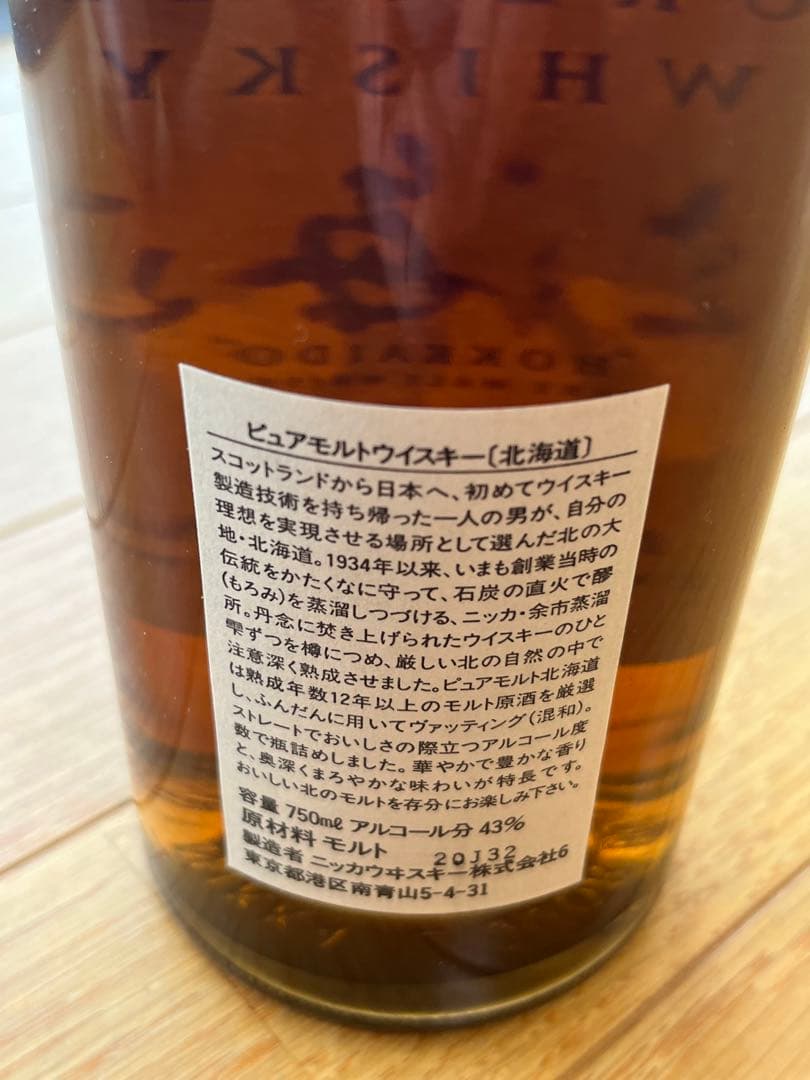 WHISKY
HOKKAIDO
ピュアモルトウイスキー〔北海道〕
スコットランドから日本へ、初めてウイスキー
製造技術を持ち帰った一人の男が、自分の
理想を実現させる場所として選んだ北の大
地・北海道。1934年以来、いまも創業当時の
伝統をかたくなに守って、石炭の直火で醪
(もろみ)を蒸溜しつづける、ニッカ・余市蒸溜
所。丹念に焚き上げられたウイスキーのひと
雫ずつを樽につめ、厳しい北の自然の中で
注意深く熟成させました。ピュアモルト北海道
は熟成年数12年以上のモルト原酒を厳選
し、ふんだんに用いてヴァッティング(混和)。
ストレートでおいしさの際立つアルコール度
数で瓶詰めしました。華やかで豊かな香り
と、奥深くまろやかな味わいが特長です。
おいしい北のモルトを存分にお楽しみ下さい。
容量 750mℓ アルコール分 43%
原材料 モルト 20J32
製造者 ニッカウヰスキー株式会社6
東京都港区南青山5-4-31